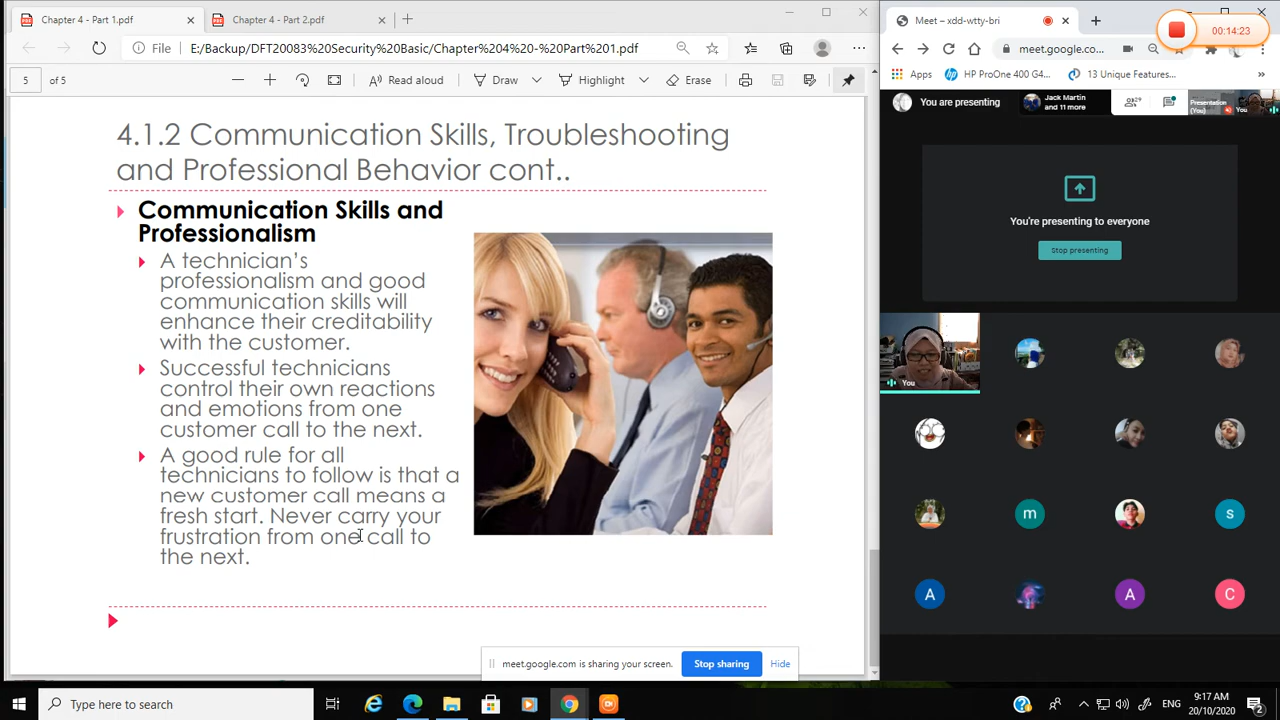 Chapter 4 - Part 1.pdf
Chapter 4 - Part 2.pdf
File
E:/Backup/DFT20083%20Security%20Basic/Chapter%204%20-%20Part%201.pdf
5 of 5
Read aloud
Draw
Highlight
Erase
4.1.2 Communication Skills, Troubleshooting
and Professional Behavior cont..
Communication Skills and
Professionalism
A technician's
professionalism and good
communication skills will
enhance their creditability
with the customer.
Successful technicians
control their own reactions
and emotions from one
customer call to the next.
A good rule for all
technicians to follow is that a
new customer call means a
fresh start. Never carry your
frustration from one call to
the next.
meet.google.com is sharing your screen.
Stop sharing
Hide
Meet – xdd-wtty-bri
00:14:23
meet.google.co...
Apps
HP ProOne 400 G4...
13 Unique Features...
You are presenting
Jack Martin
and 11 more
29
Presentation
(You)
You
You're presenting to everyone
Stop presenting
You
m
s
A
A
C
Type here to search
ENG
9:17 AM
20/10/2020
2